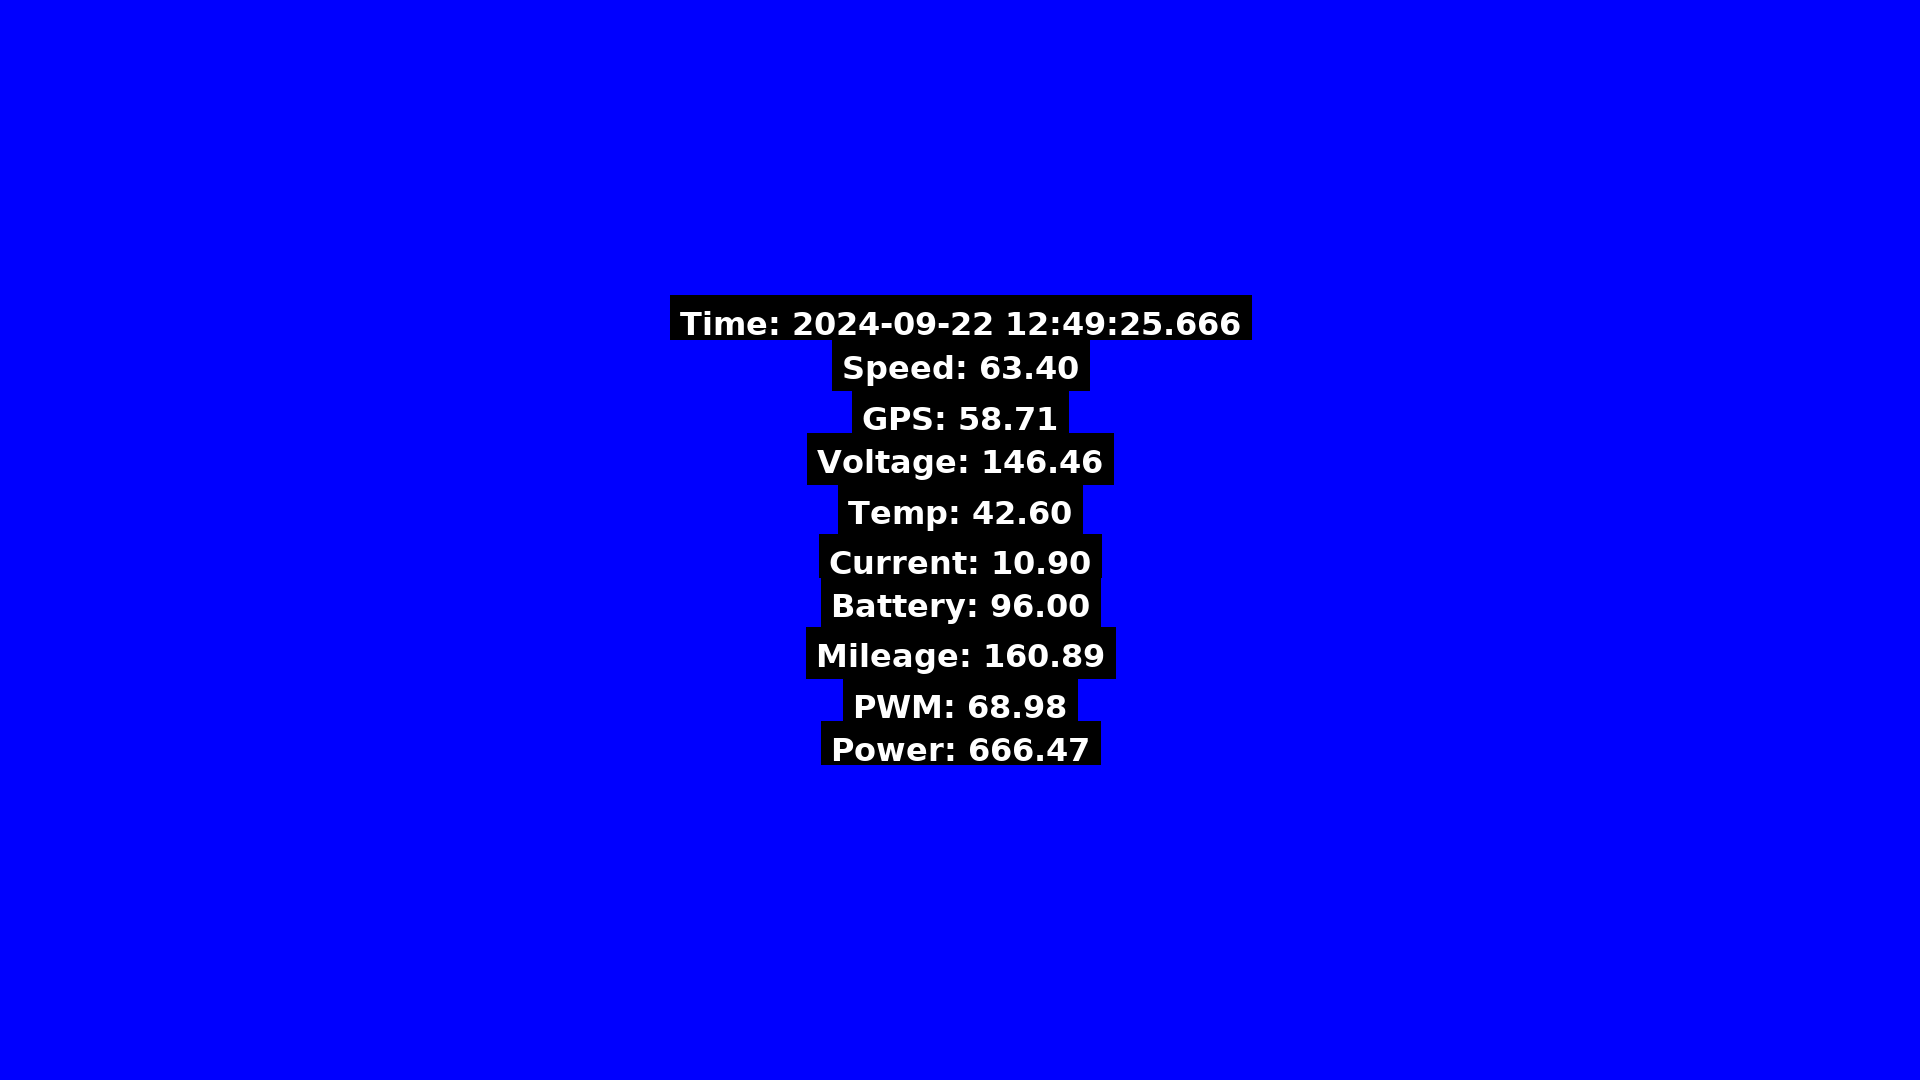 Time: 2024-09-22 12:49:25.666
Speed: 63.40
GPS: 58.71
Voltage: 146.46
Temp: 42.60
Current: 10.90
Battery: 96.00
Mileage: 160.89
PWM: 68.98
Power: 666.47